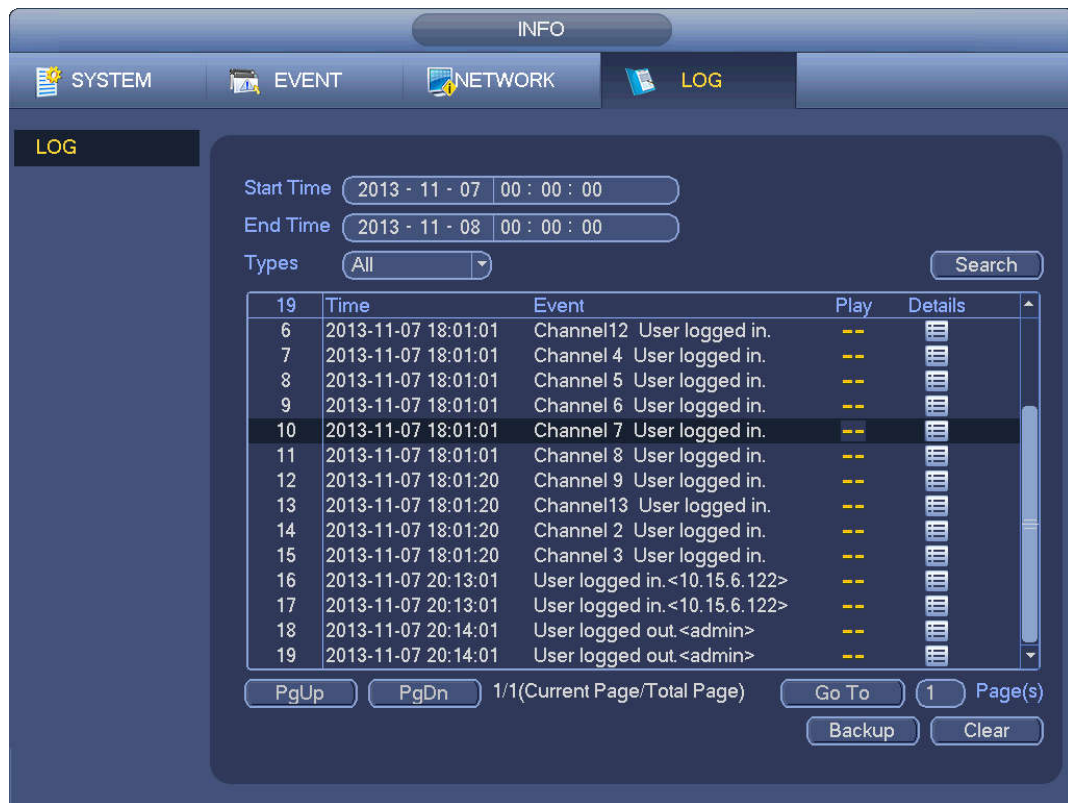 INFO
SYSTEM EVENT NETWORK LOG
LOG
Start Time 2013 - 11 - 07 00 : 00 : 00
End Time 2013 - 11 - 08 00 : 00 : 00
Types All Search
19 Time Event Play Details
6 2013-11-07 18:01:01 Channel12 User logged in. --
7 2013-11-07 18:01:01 Channel 4 User logged in. --
8 2013-11-07 18:01:01 Channel 5 User logged in. --
9 2013-11-07 18:01:01 Channel 6 User logged in. --
10 2013-11-07 18:01:01 Channel 7 User logged in. --
11 2013-11-07 18:01:01 Channel 8 User logged in. --
12 2013-11-07 18:01:20 Channel 9 User logged in. --
13 2013-11-07 18:01:20 Channel13 User logged in. --
14 2013-11-07 18:01:20 Channel 2 User logged in. --
15 2013-11-07 18:01:20 Channel 3 User logged in. --
16 2013-11-07 20:13:01 User logged in.<10.15.6.122> --
17 2013-11-07 20:13:01 User logged in.<10.15.6.122> --
18 2013-11-07 20:14:01 User logged out.<admin> --
19 2013-11-07 20:14:01 User logged out.<admin> --
PgUp PgDn 1/1(Current Page/Total Page) Go To 1 Page(s)
Backup Clear